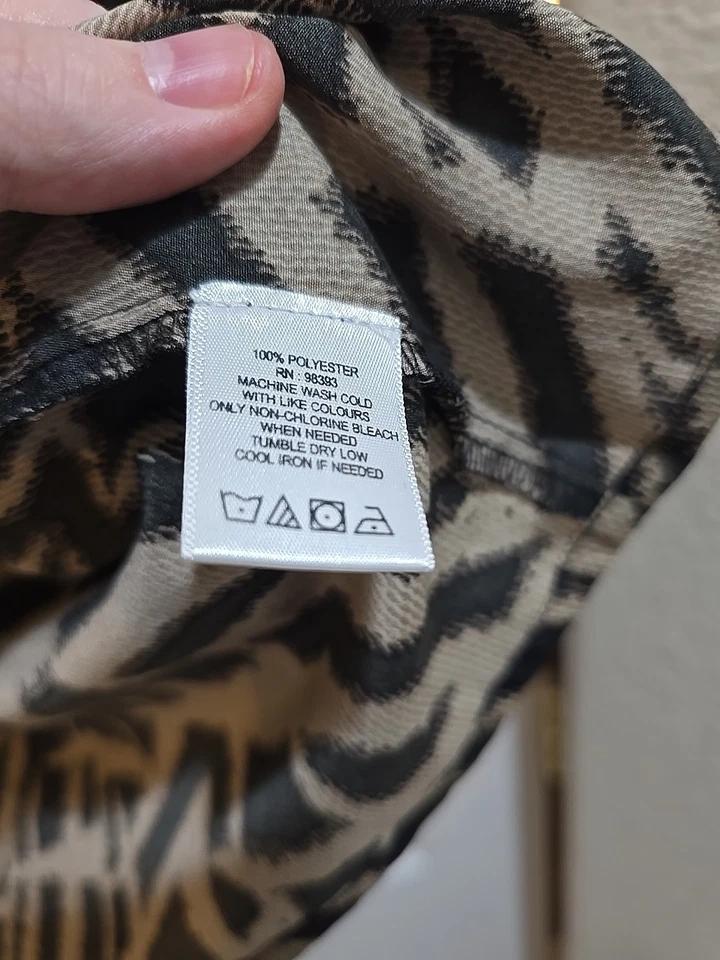 100% POLYESTER
RN : 98393
MACHINE WASH COLD
WITH LIKE COLOURS
ONLY NON-CHLORINE BLEACH
WHEN NEEDED
TUMBLE DRY LOW
COOL IRON IF NEEDED